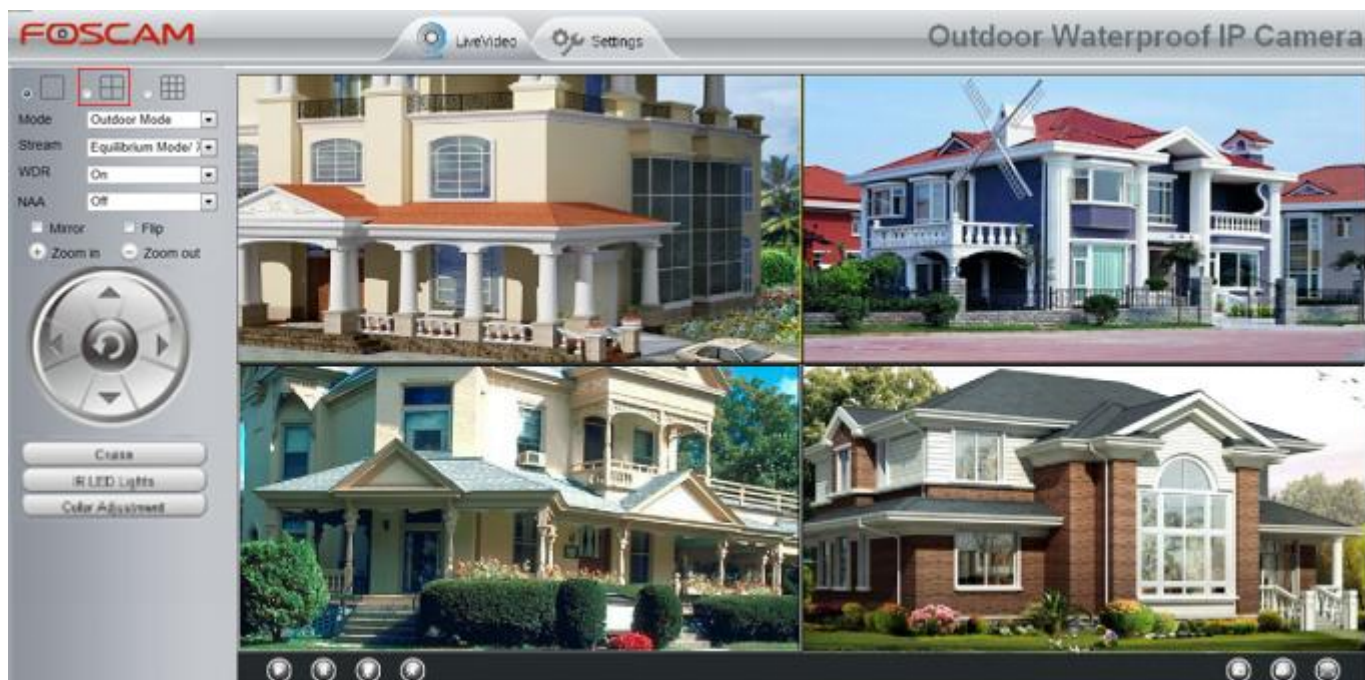 FOSCAM
LiveVideo
Settings
Outdoor Waterproof IP Camera
Mode
Outdoor Mode
Stream
Equilibrium Mode/
WDR
On
NAA
Off
Mirror
Flip
Zoom in
Zoom out
Cruise
IR LED Lights
Color Adjustment